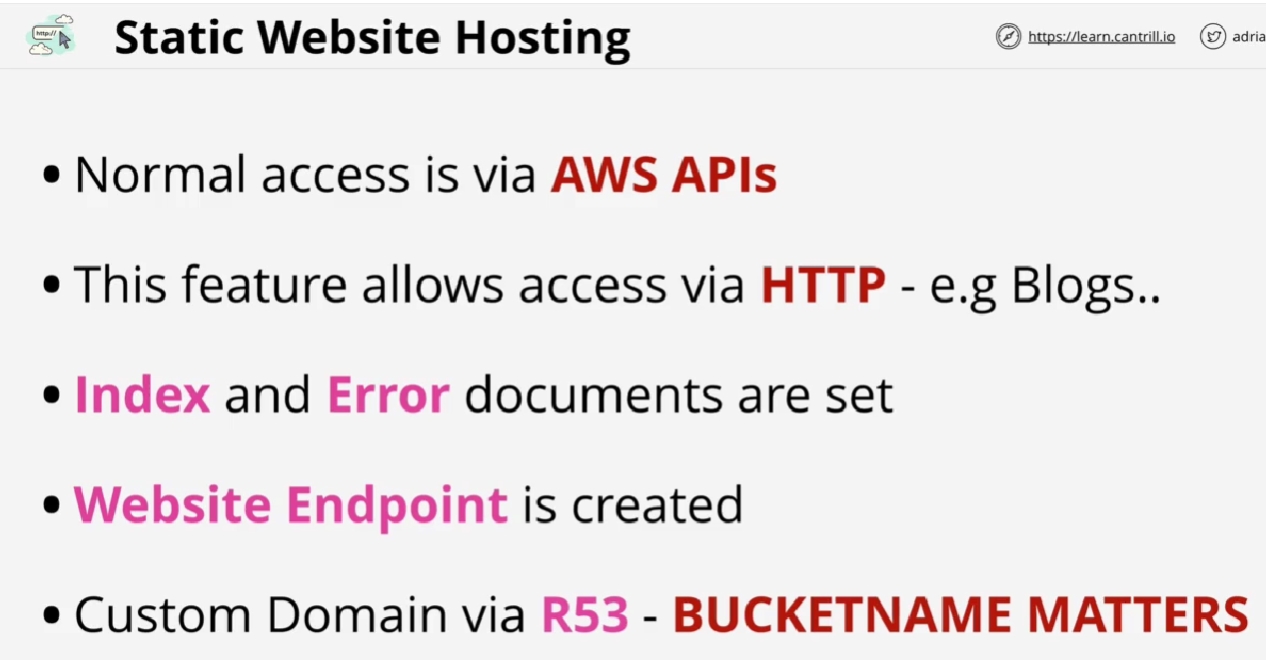 http://
Static Website Hosting
https://learn.cantrill.io
adria
• Normal access is via AWS APIs
• This feature allows access via HTTP - e.g Blogs..
• Index and Error documents are set
• Website Endpoint is created
• Custom Domain via R53 - BUCKETNAME MATTERS